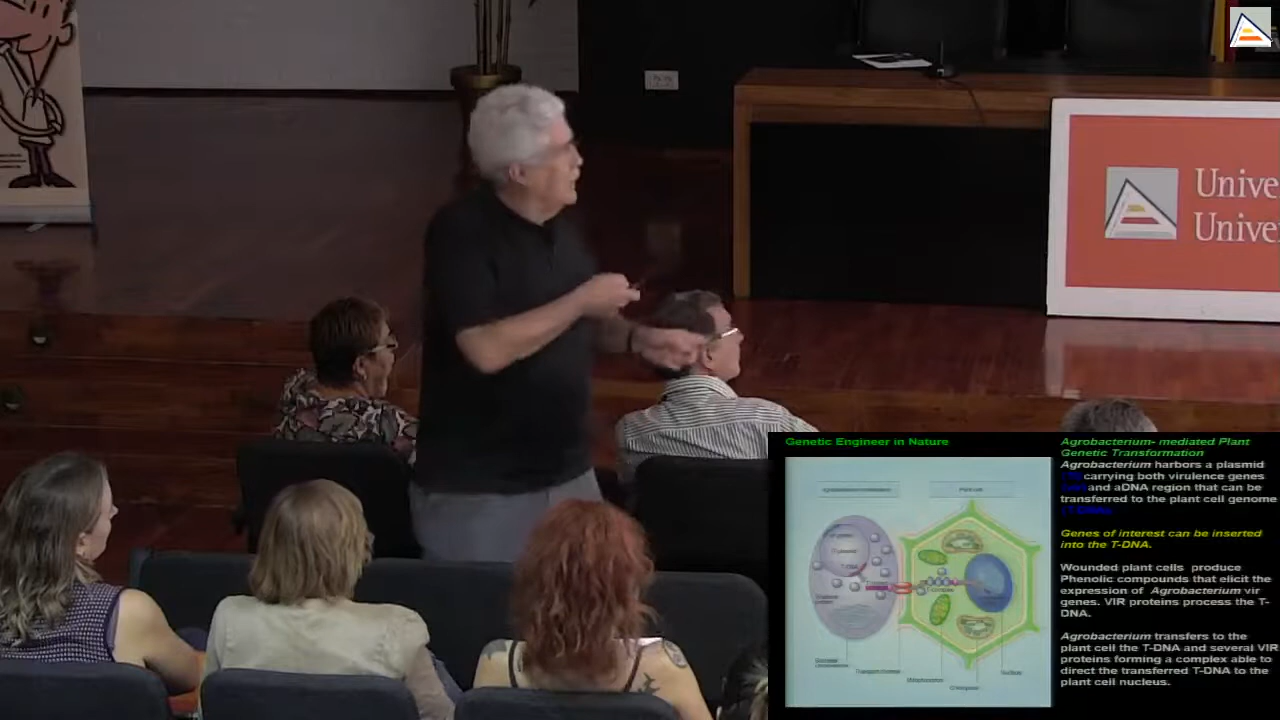 Unive
Unive
Genetic Engineer in Nature
Agrobacterium- mediated Plant
Genetic Transformation
Agrobacterium harbors a plasmid
carrying both virulence genes
and aDNA region that can be
transferred to the plant cell genome
(T-DNA).
Genes of interest can be inserted
into the T-DNA.
Wounded plant cells produce
Phenolic compounds that elicit the
expression of Agrobacterium vir
genes. VIR proteins process the T-
DNA.
Agrobacterium transfers to the
plant cell the T-DNA and several VIR
proteins forming a complex able to
direct the transferred T-DNA to the
plant cell nucleus.